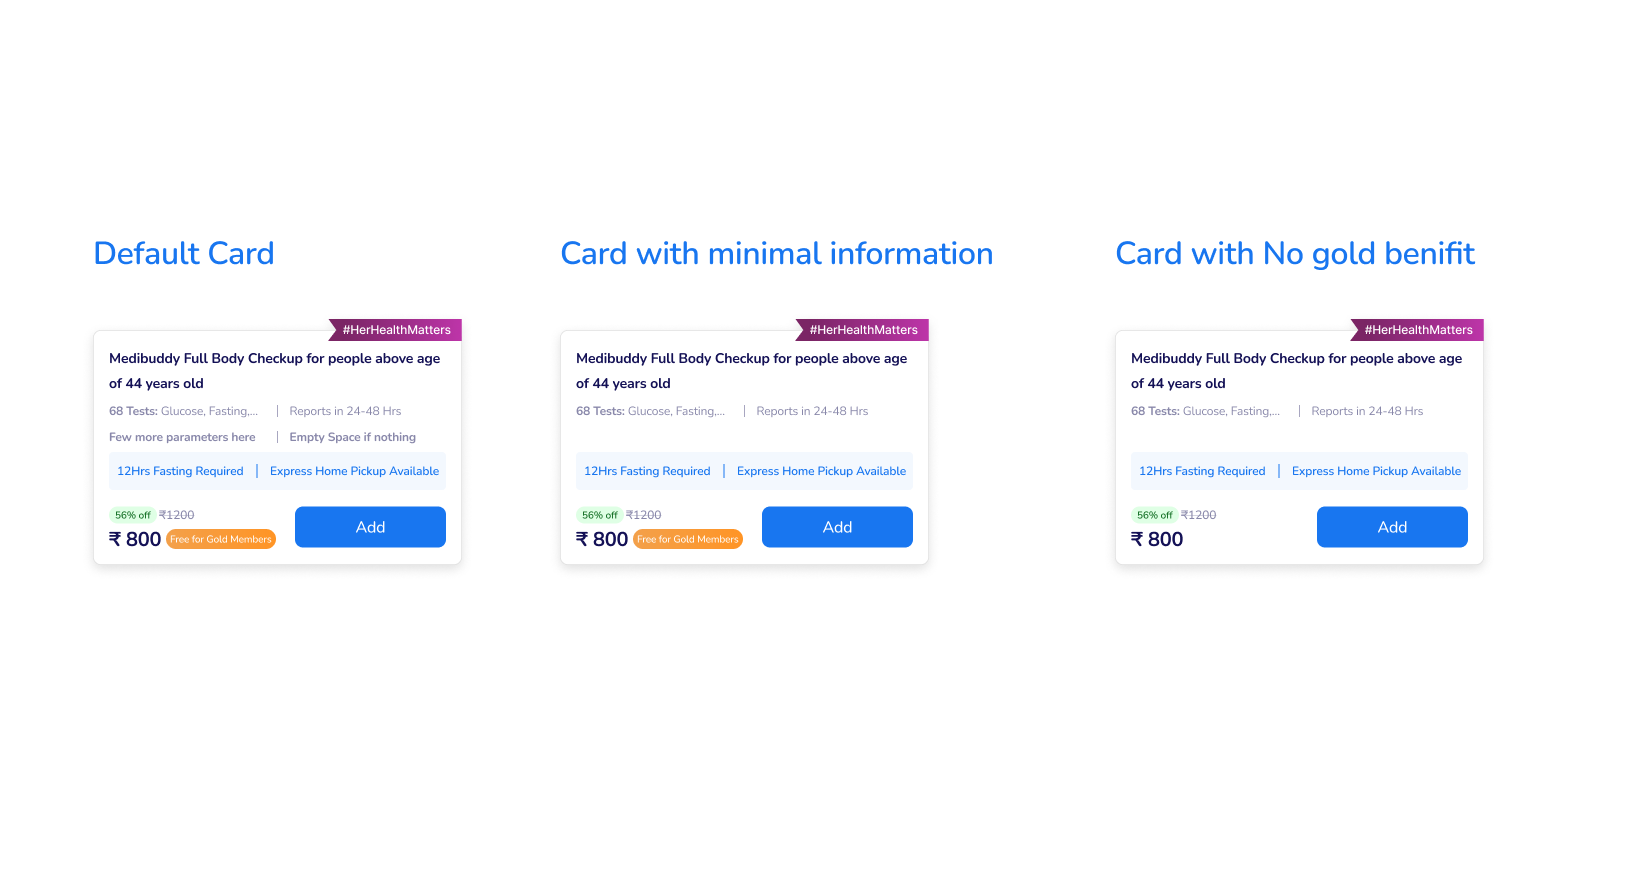 Default Card
Card with minimal information
Card with No gold benifit
#HerHealthMatters
Medibuddy Full Body Checkup for people above age
of 44 years old
68 Tests: Glucose, Fasting,... | Reports in 24-48 Hrs
Few more parameters here | Empty Space if nothing
12Hrs Fasting Required | Express Home Pickup Available
56% off ₹1200
₹ 800 Free for Gold Members
Add
#HerHealthMatters
Medibuddy Full Body Checkup for people above age
of 44 years old
68 Tests: Glucose, Fasting,... | Reports in 24-48 Hrs
12Hrs Fasting Required | Express Home Pickup Available
56% off ₹1200
₹ 800 Free for Gold Members
Add
#HerHealthMatters
Medibuddy Full Body Checkup for people above age
of 44 years old
68 Tests: Glucose, Fasting,... | Reports in 24-48 Hrs
12Hrs Fasting Required | Express Home Pickup Available
56% off ₹1200
₹ 800
Add